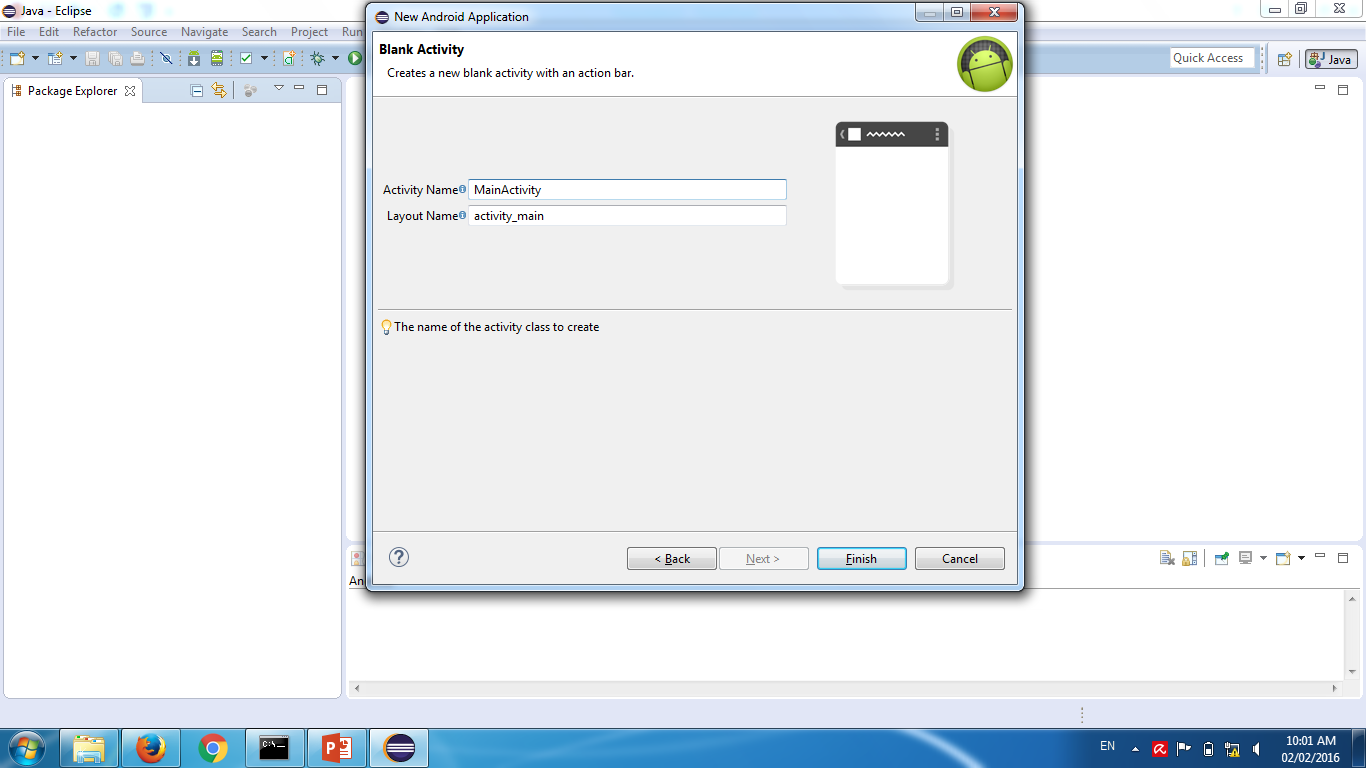 Java - Eclipse
File Edit Refactor Source Navigate Search Project Run
Quick Access
Java
Package Explorer
New Android Application
Blank Activity
Creates a new blank activity with an action bar.
Activity Name MainActivity
Layout Name activity_main
The name of the activity class to create
?
< Back Next > Finish Cancel
An
C:\
P
EN
10:01 AM
02/02/2016